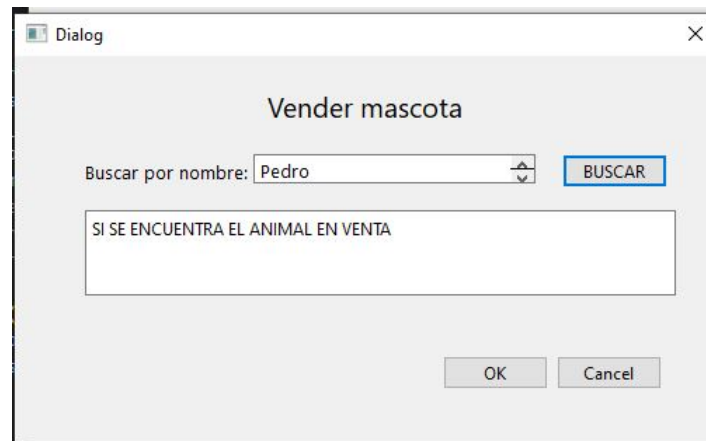 Dialog
Vender mascota
Buscar por nombre: Pedro BUSCAR
SI SE ENCUENTRA EL ANIMAL EN VENTA
OK Cancel